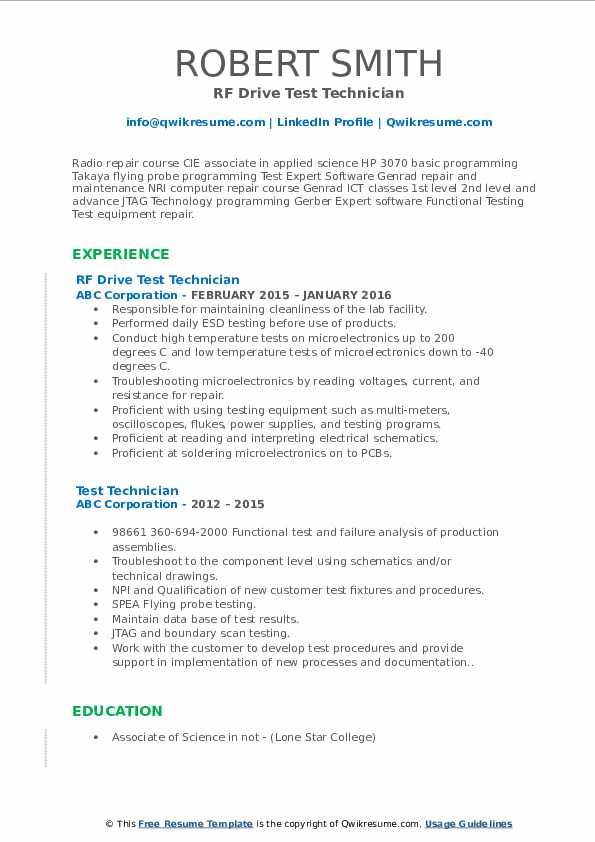 ROBERT SMITH
RF Drive Test Technician
info@qwikresume.com | LinkedIn Profile | Qwikresume.com
Radio repair course CIE associate in applied science HP 3070 basic programming
Takaya flying probe programming Test Expert Software Genrad repair and
maintenance NRI computer repair course Genrad ICT classes 1st level 2nd level and
advance JTAG Technology programming Gerber Expert software Functional Testing
Test equipment repair.
EXPERIENCE
RF Drive Test Technician
ABC Corporation - FEBRUARY 2015 – JANUARY 2016
• Responsible for maintaining cleanliness of the lab facility.
• Performed daily ESD testing before use of products.
• Conduct high temperature tests on microelectronics up to 200
degrees C and low temperature tests of microelectronics down to -40
degrees C.
• Troubleshooting microelectronics by reading voltages, current, and
resistance for repair.
• Proficient with using testing equipment such as multi-meters,
oscilloscopes, flukes, power supplies, and testing programs.
• Proficient at reading and interpreting electrical schematics.
• Proficient at soldering microelectronics on to PCBs.
Test Technician
ABC Corporation - 2012 – 2015
• 98661 360-694-2000 Functional test and failure analysis of production
assemblies.
• Troubleshoot to the component level using schematics and/or
technical drawings.
• NPI and Qualification of new customer test fixtures and procedures.
• SPEA Flying probe testing.
• Maintain data base of test results.
• JTAG and boundary scan testing.
• Work with the customer to develop test procedures and provide
support in implementation of new processes and documentation..
EDUCATION
• Associate of Science in not - (Lone Star College)
© This Free Resume Template is the copyright of Qwikresume.com. Usage Guidelines